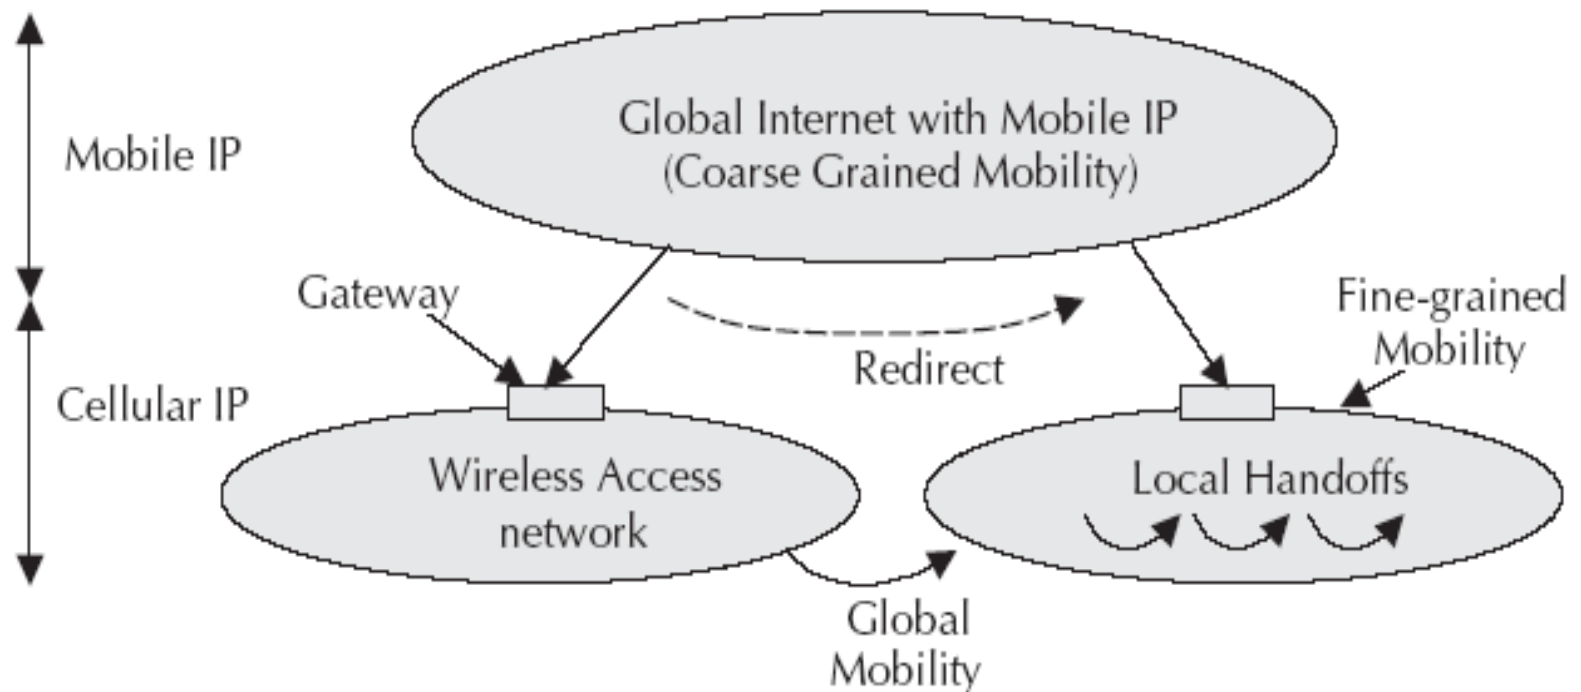 Global Internet with Mobile IP
(Coarse Grained Mobility)
Mobile IP
Gateway
Fine-grained
Mobility
Redirect
Cellular IP
Wireless Access
network
Local Handoffs
Global
Mobility